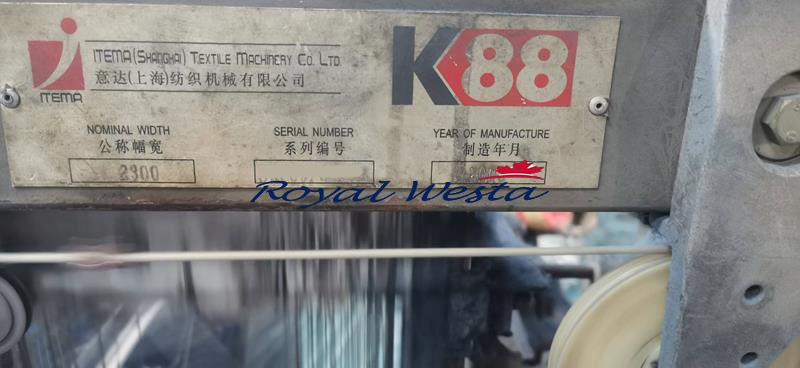 ITEMA (SHANGHAI) TEXTILE MACHINERY CO. LTD.
意达(上海)纺织机械有限公司
ITEMA
K88
NOMINAL WIDTH
公称幅宽
2300
SERIAL NUMBER
系列编号
YEAR OF MANUFACTURE
制造年月
Royal Westa